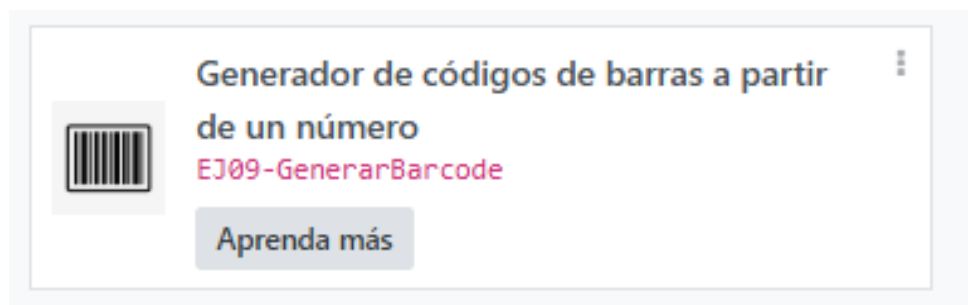 Generador de códigos de barras a partir
de un número
EJ09-GenerarBarcode
Aprenda más